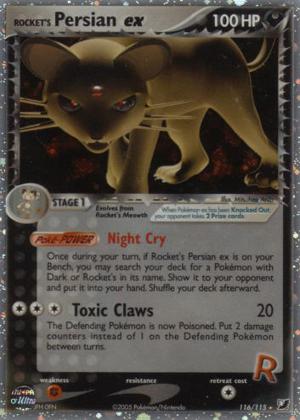 ROCKET'S Persian ex 100 HP
Illus. Mitsuhiro Arita
STAGE 1
Evolves from
Rocket's Meowth
When Pokémon-ex has been Knocked Out,
your opponent takes 2 Prize cards.
POKé-POWER Night Cry
Once during your turn, if Rocket's Persian ex is on your
Bench, you may search your deck for a Pokémon with
Dark or Rocket's in its name. Show it to your opponent
and put it into your hand. Shuffle your deck afterward.
Toxic Claws 20
The Defending Pokémon is now Poisoned. Put 2 damage
counters instead of 1 on the Defending Pokémon
between turns.
R
weakness resistance retreat cost
©2005 Pokémon/Nintendo 116/115